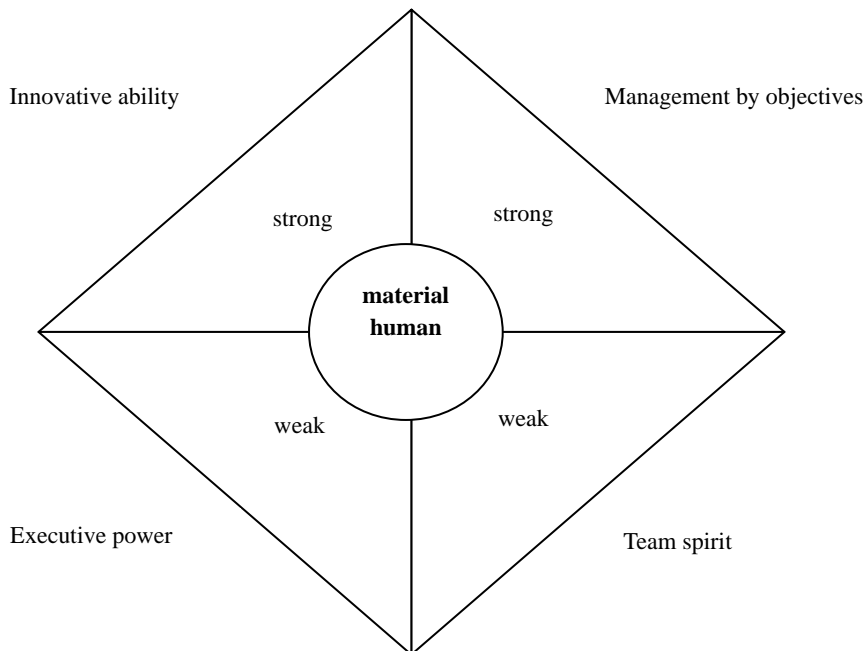 Innovative ability
Management by objectives
strong
strong
material
human
weak
weak
Executive power
Team spirit